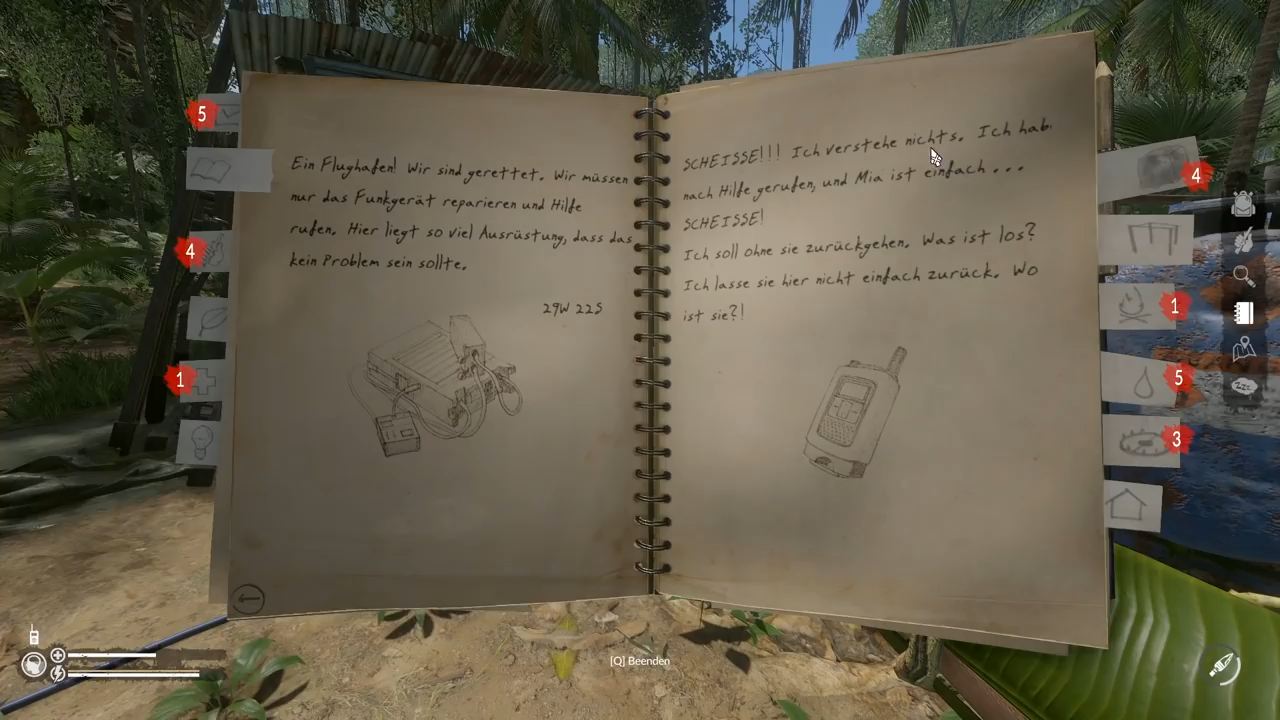 5
4
1
Ein Flughafen! Wir sind gerettet. Wir müssen
nur das Funkgerät reparieren und Hilfe
rufen. Hier liegt so viel Ausrüstung, dass das
kein Problem sein sollte.
29W 22S
SCHEISSE!!! Ich verstehe nichts. Ich hab
nach Hilfe gerufen, und Mia ist einfach . . .
SCHEISSE!
Ich soll ohne sie zurückgehen. Was ist los?
Ich lasse sie hier nicht einfach zurück. Wo
ist sie?!
4
1
5
3
[Q] Beenden